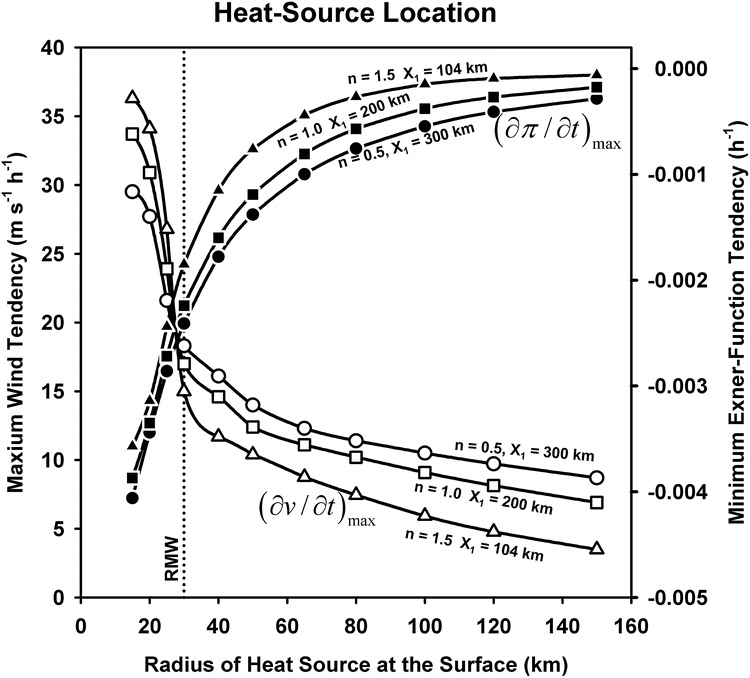 Heat-Source Location
Maxium Wind Tendency (m s⁻¹ h⁻¹)
40
35
30
25
20
15
10
5
0
n = 1.5 X₁ = 104 km
n = 1.0 X₁ = 200 km
n = 0.5, X₁ = 300 km
(∂π/∂t)max
n = 0.5, X₁ = 300 km
n = 1.0 X₁ = 200 km
(∂v/∂t)max
n = 1.5 X₁ = 104 km
RMW
0.000
-0.001
-0.002
-0.003
-0.004
-0.005
Minimum Exner-Function Tendency (h⁻¹)
0 20 40 60 80 100 120 140 160
Radius of Heat Source at the Surface (km)